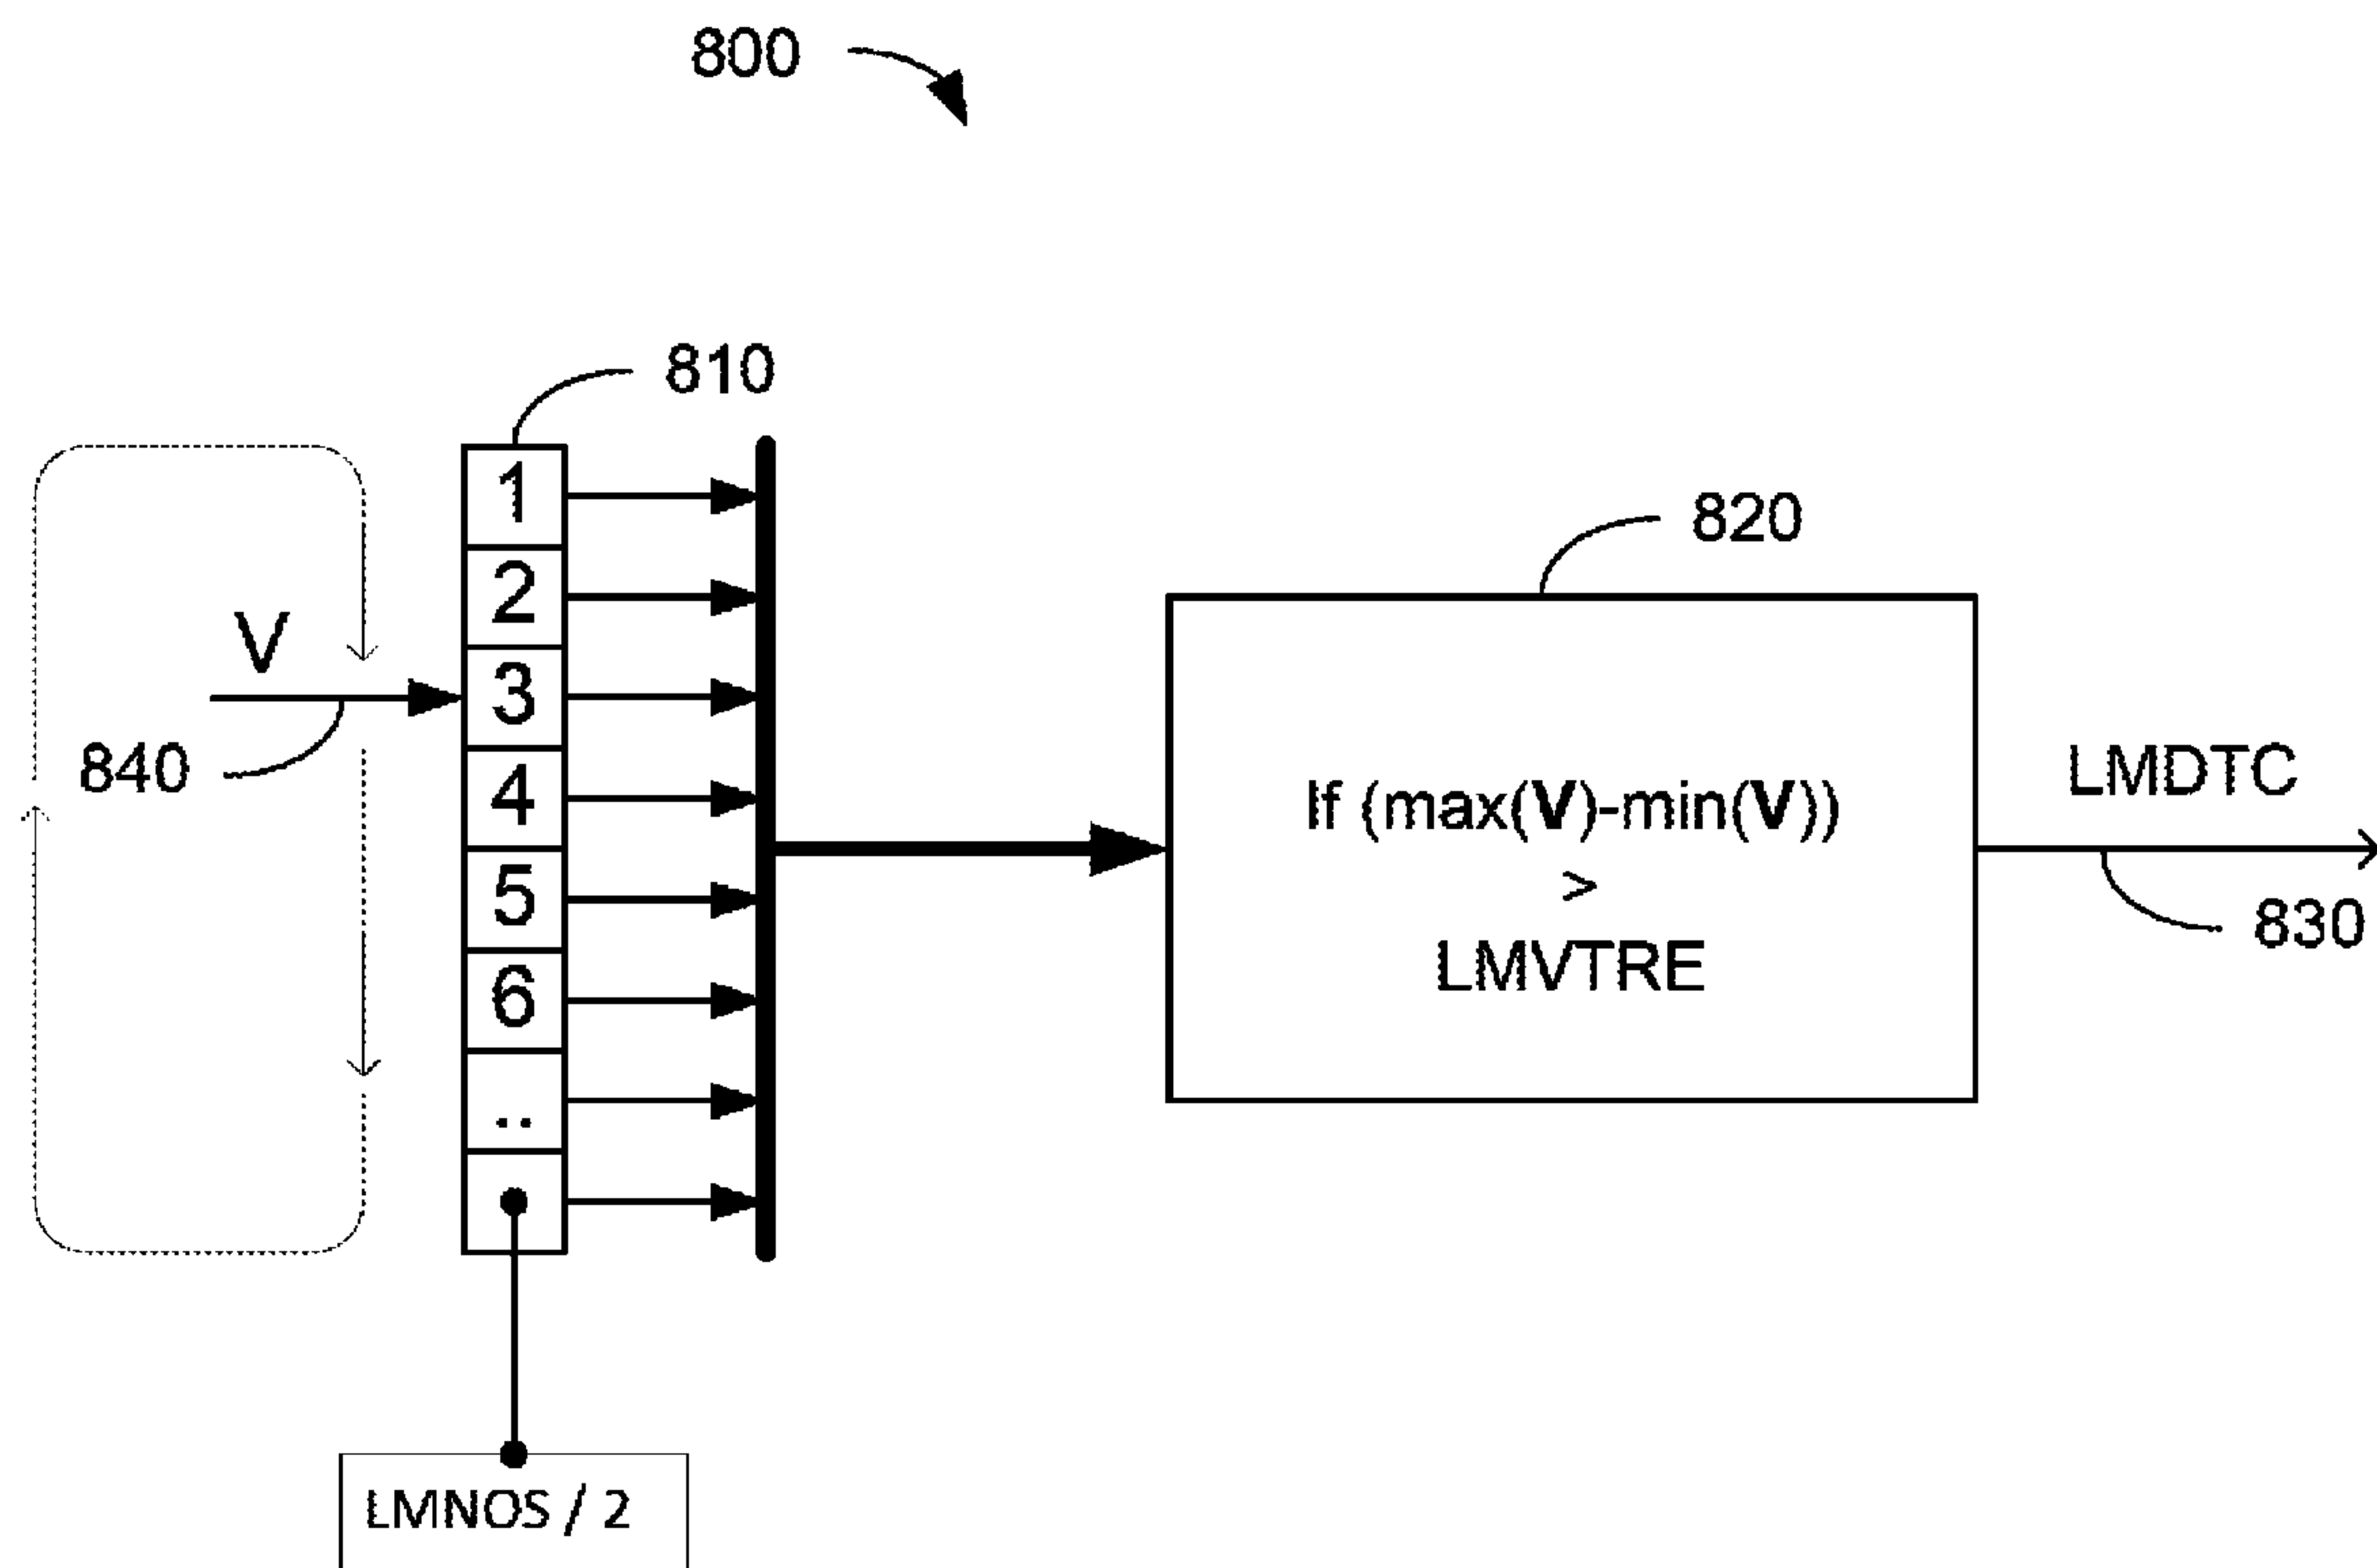 800
810
1
820
2
V
3
840
4
If (max(V)-min(V))
LMDTC
>
5
830
LMVTRE
6
..
LMNOS / 2